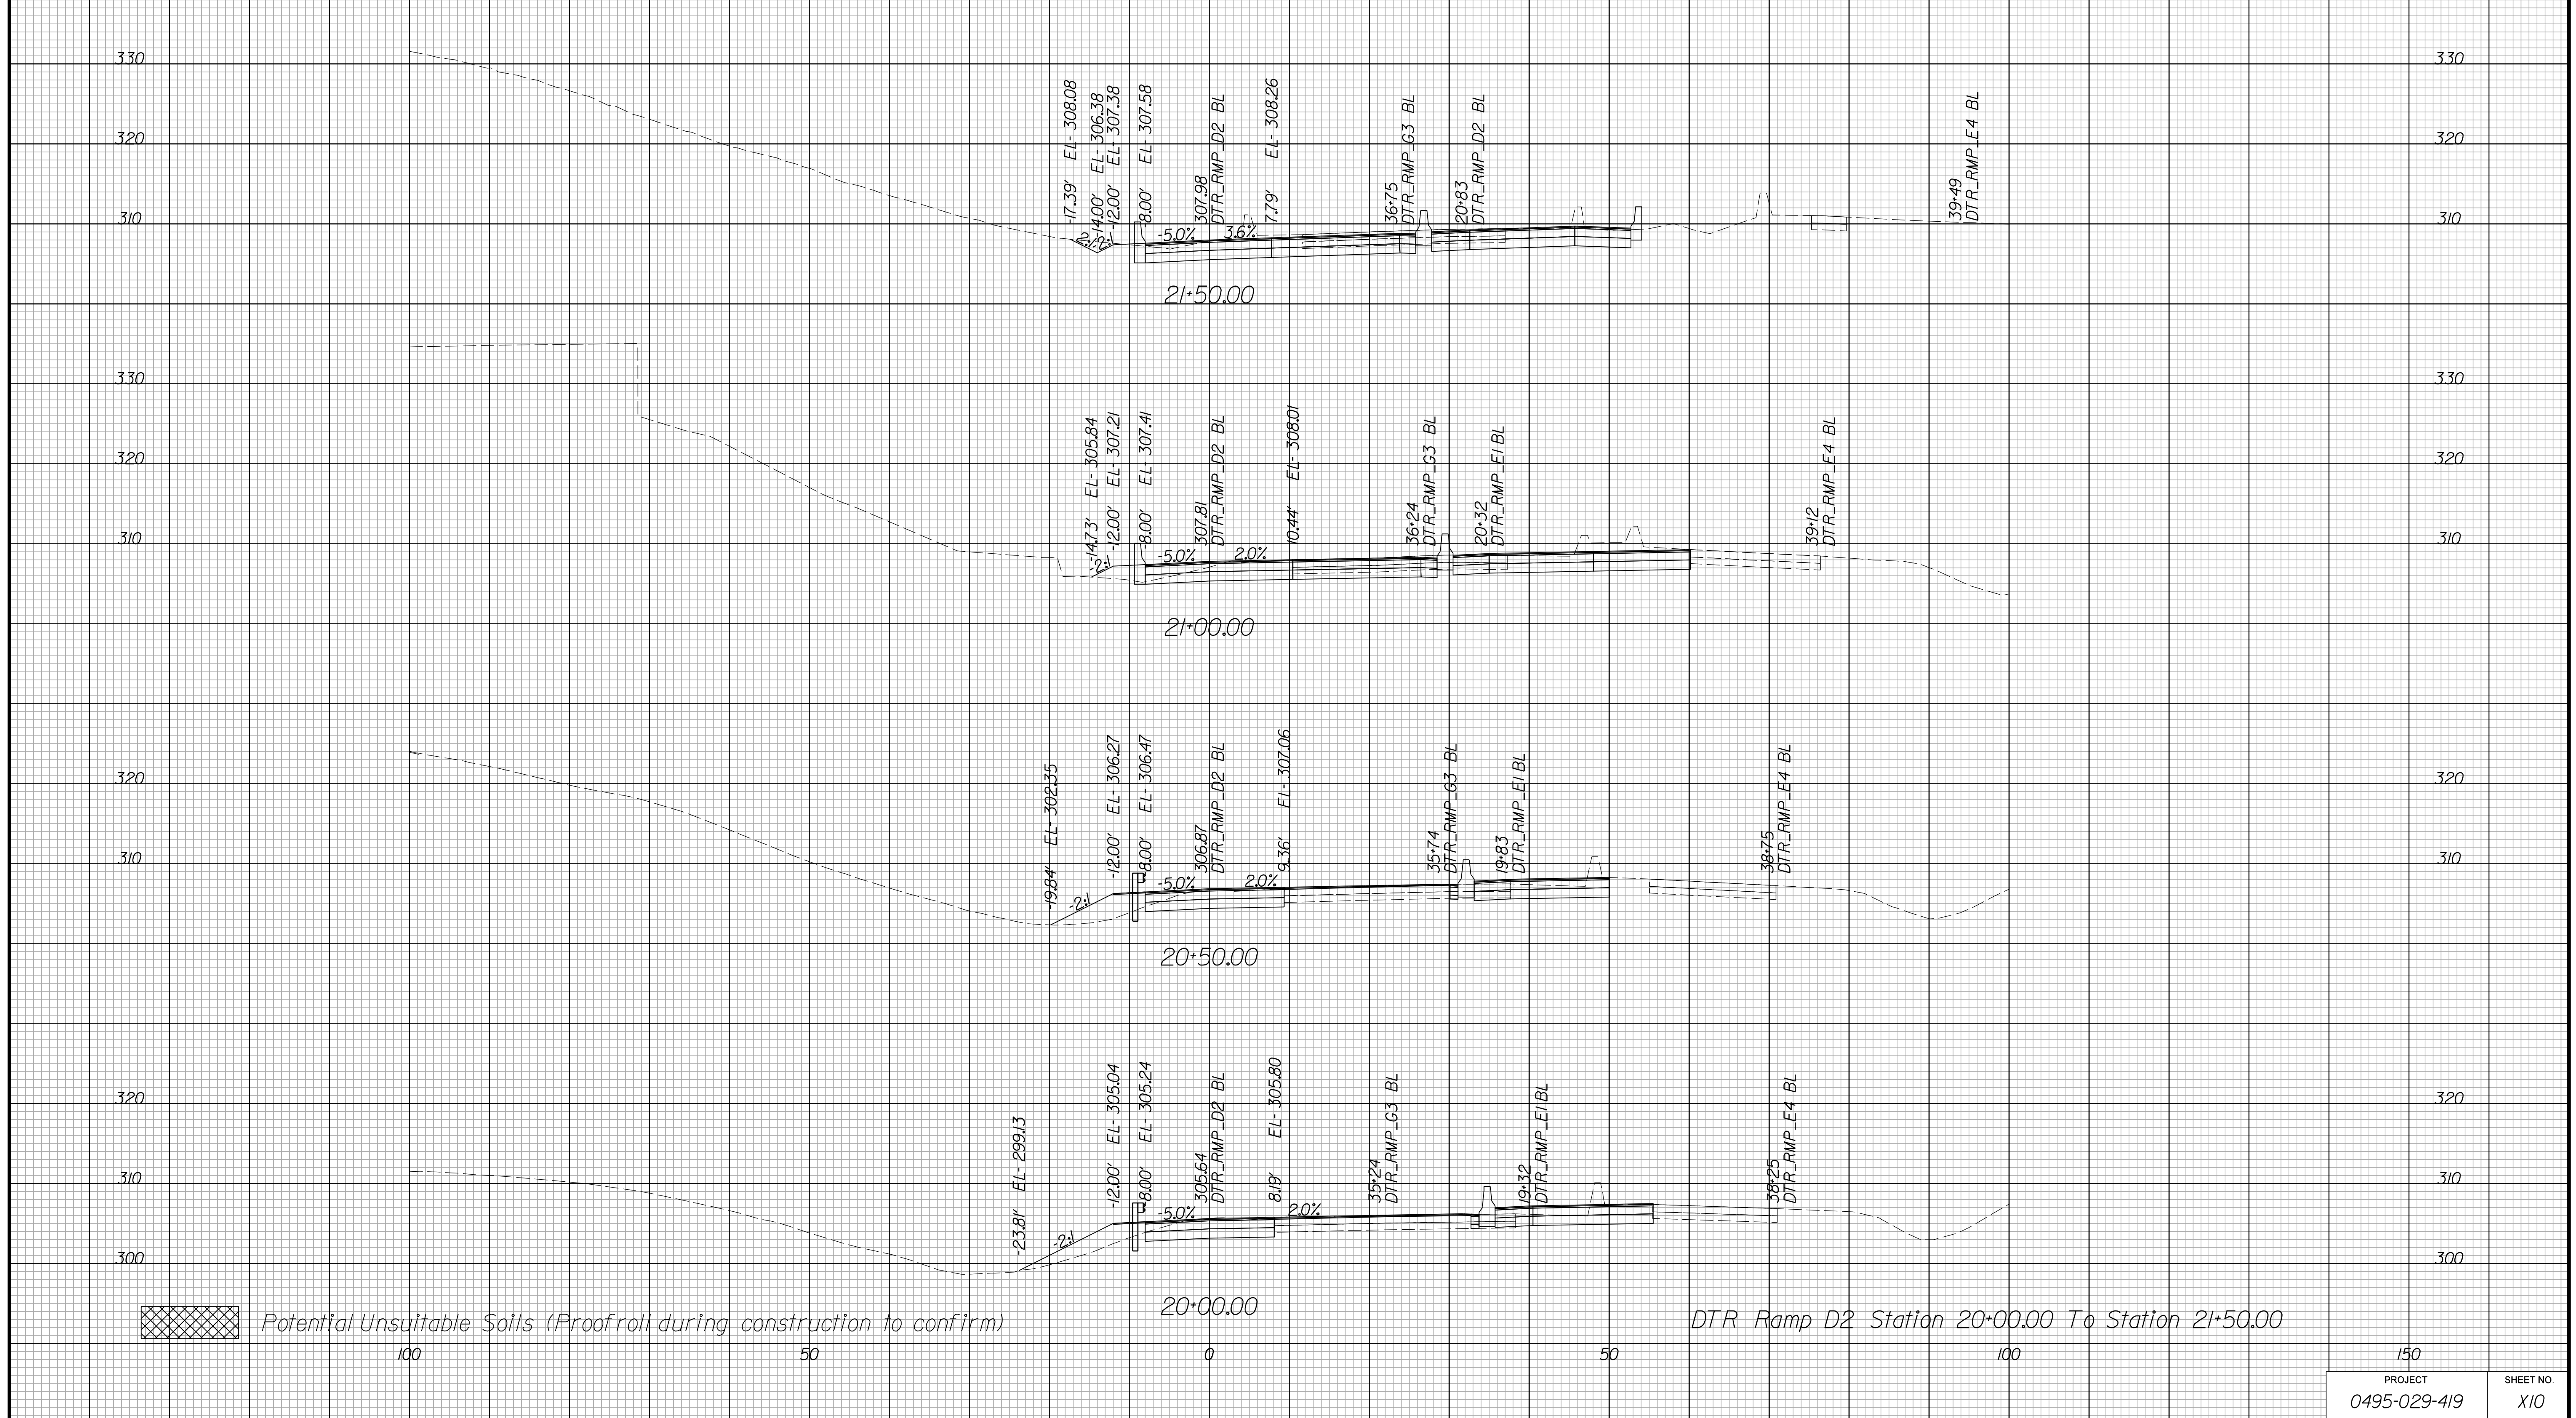 330
330
-17.39' EL- 308.08
-14.00' EL- 306.38
-12.00' EL- 307.38
-8.00' EL- 307.58
307.98
DTR_RMP_D2 BL
7.79' EL- 308.26
36+75
DTR_RMP_G3 BL
20+83
DTR_RMP_D2 BL
39+49
DTR_RMP_E4 BL
320
320
310
310
2:1
-2:1
-5.0%
3.6%
21+50.00
330
330
-14.73' EL- 305.84
-12.00' EL- 307.21
-8.00' EL- 307.41
307.81
DTR_RMP_D2 BL
10.44' EL- 308.01
36+24
DTR_RMP_G3 BL
20+32
DTR_RMP_E1 BL
39+12
DTR_RMP_E4 BL
320
320
310
310
-2:1
-5.0%
2.0%
21+00.00
-19.84' EL- 302.35
-12.00' EL- 306.27
-8.00' EL- 306.47
306.87
DTR_RMP_D2 BL
9.36' EL- 307.06
35+74
DTR_RMP_G3 BL
19+83
DTR_RMP_E1 BL
38+75
DTR_RMP_E4 BL
320
320
310
310
-2:1
-5.0%
2.0%
20+50.00
-23.81' EL- 299.13
-12.00' EL- 305.04
-8.00' EL- 305.24
305.64
DTR_RMP_D2 BL
8.19' EL- 305.80
35+24
DTR_RMP_G3 BL
19+32
DTR_RMP_E1 BL
38+25
DTR_RMP_E4 BL
320
320
310
310
-2:1
-5.0%
2.0%
300
300
20+00.00
Potential Unsuitable Soils (Proofroll during construction to confirm)
DTR Ramp D2 Station 20+00.00 To Station 21+50.00
100 50 0 50 100 150
PROJECT
0495-029-419
SHEET NO.
X10